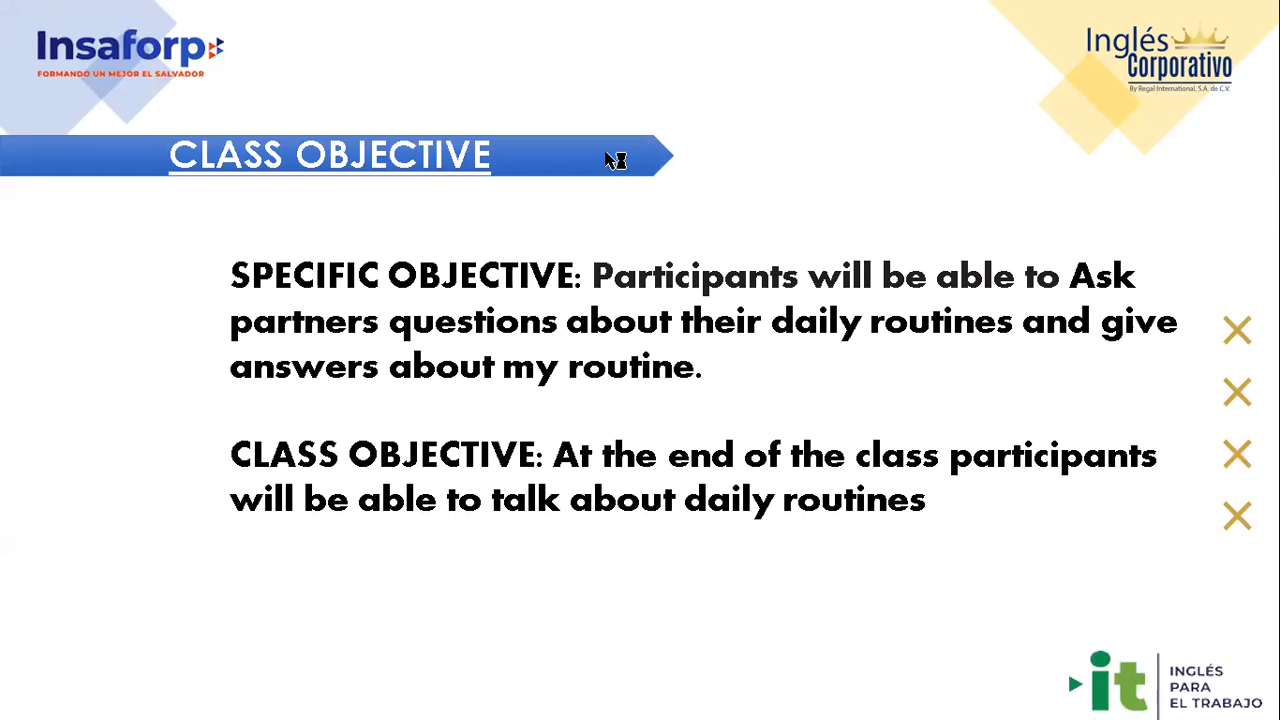 Insaforp
FORMANDO UN MEJOR EL SALVADOR
Inglés
Corporativo
By Regal International, S.A. de C.V.
CLASS OBJECTIVE
SPECIFIC OBJECTIVE: Participants will be able to Ask
partners questions about their daily routines and give
answers about my routine.
CLASS OBJECTIVE: At the end of the class participants
will be able to talk about daily routines
it
INGLÉS
PARA
EL TRABAJO